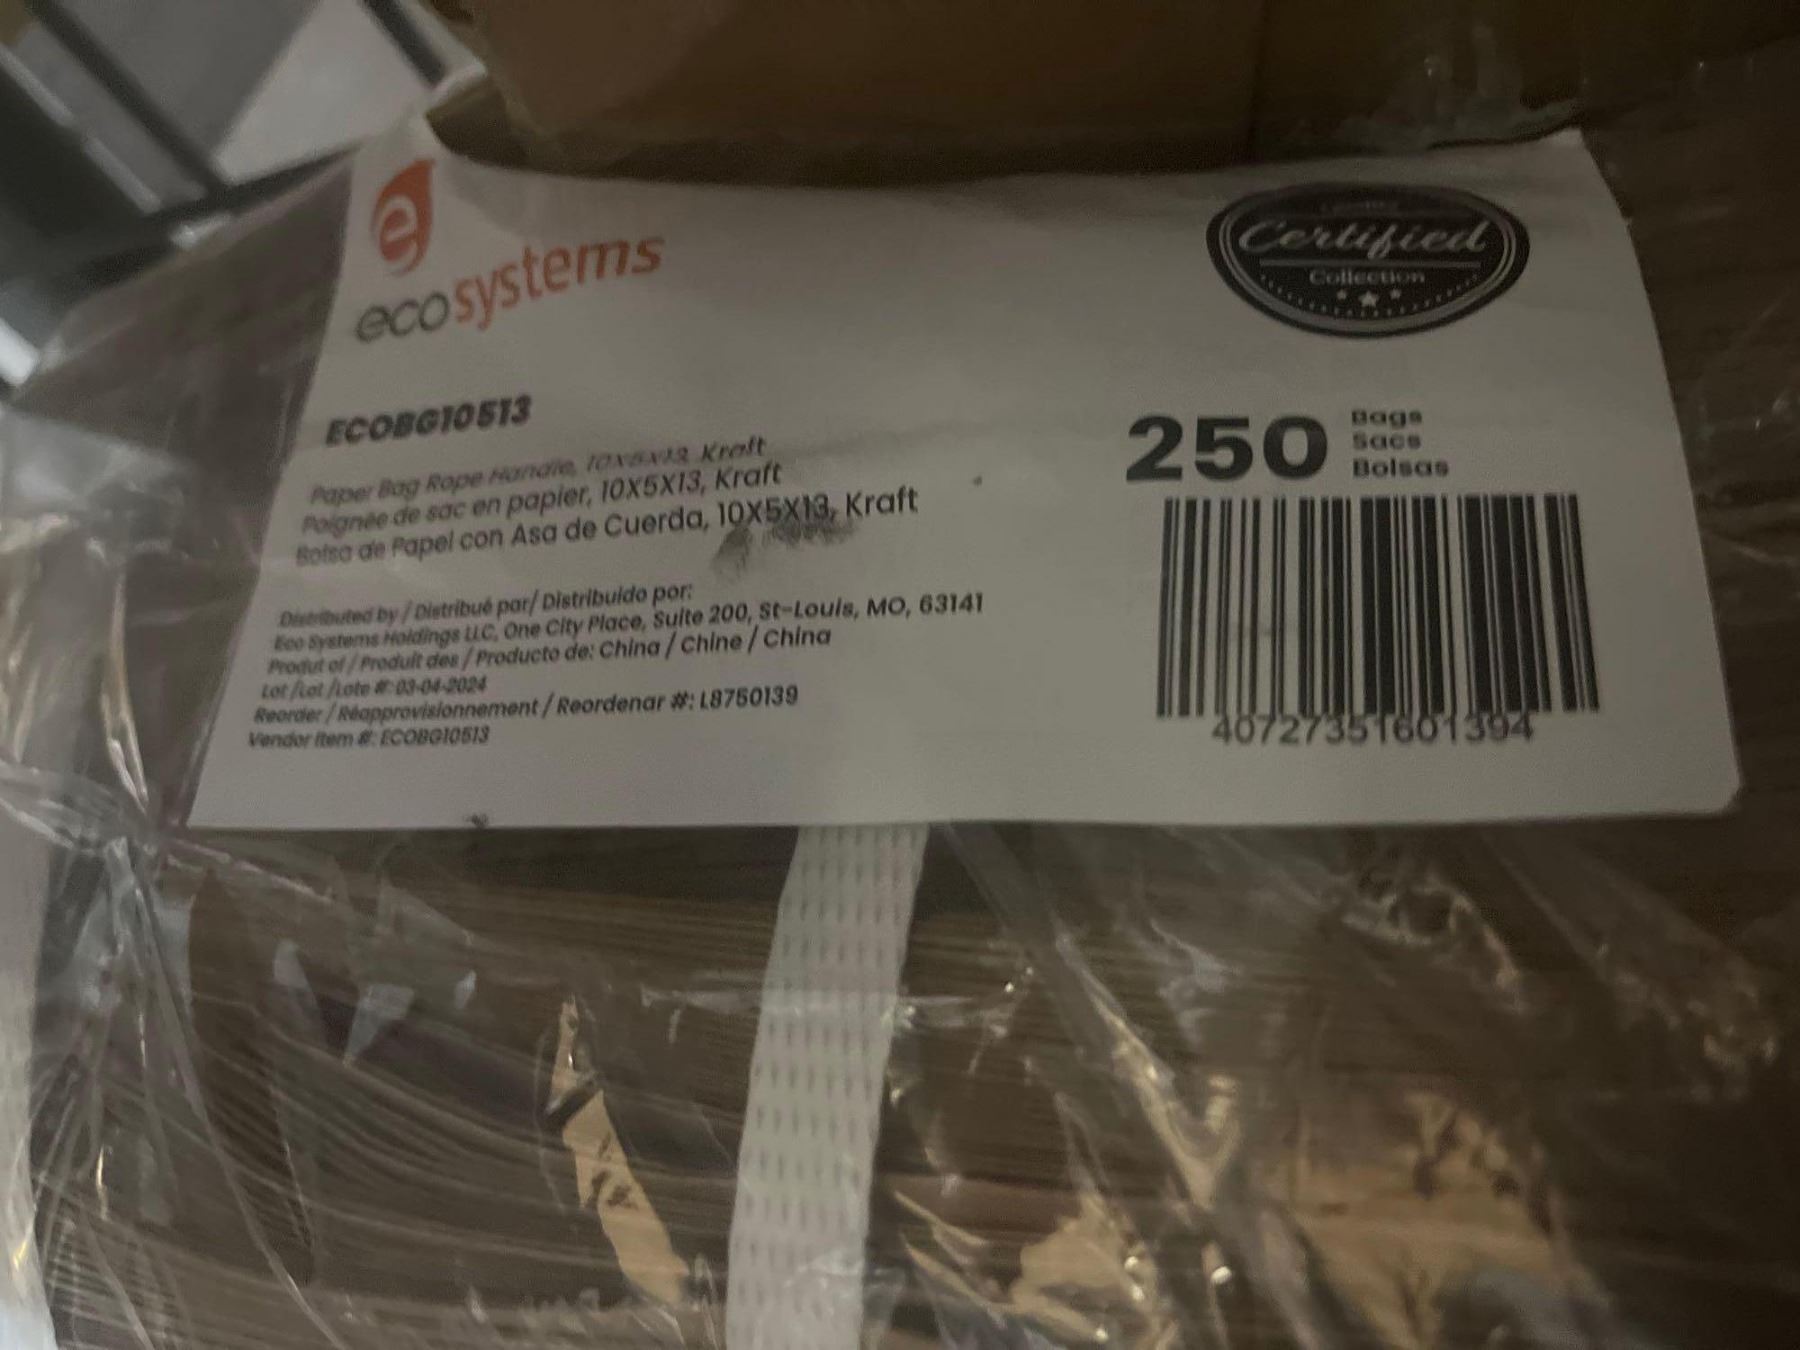 ecosystems
Certified
Collection
ECOBG10513
Paper Bag Rope Handle, 10X5X13, Kraft
Poignée de sac en papier, 10X5X13, Kraft
Bolsa de Papel con Asa de Cuerda, 10X5X13, Kraft
250
Bags
Sacs
Bolsas
Distributed by / Distribué par/ Distribuido por:
Eco Systems Holdings LLC, One City Place, Suite 200, St-Louis, MO, 63141
Produt of / Produit des / Producto de: China / Chine / China
Lot /Lot /Lote #: 03-04-2024
Reorder / Réapprovisionnement / Reordenar #: L8750139
Vendor Item #: ECOBG10513
40727351601394